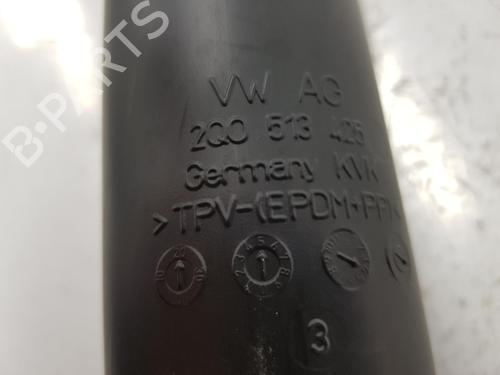 B-PARTS
VW AG
2Q0 513 425
Germany KVK
>TPV-(EPDM+PP)<
3